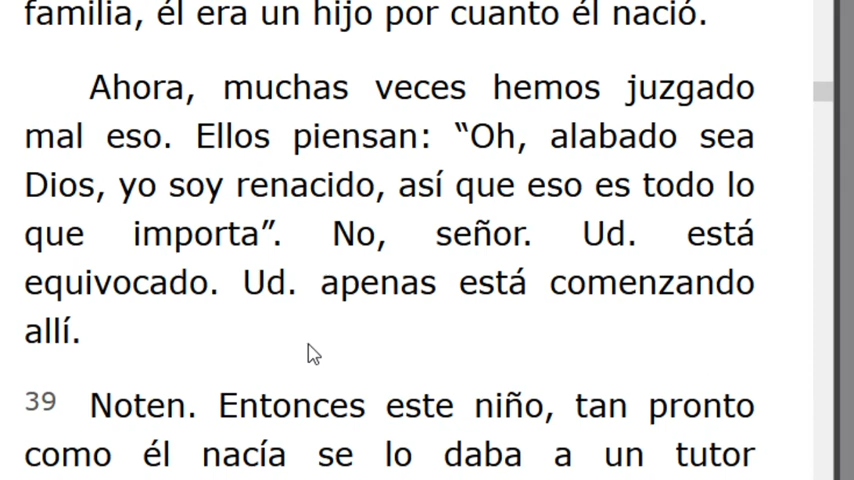 familia, él era un hijo por cuanto él nació.
Ahora, muchas veces hemos juzgado
mal eso. Ellos piensan: “Oh, alabado sea
Dios, yo soy renacido, así que eso es todo lo
que importa”. No, señor. Ud. está
equivocado. Ud. apenas está comenzando
allí.
39 Noten. Entonces este niño, tan pronto
como él nacía se lo daba a un tutor